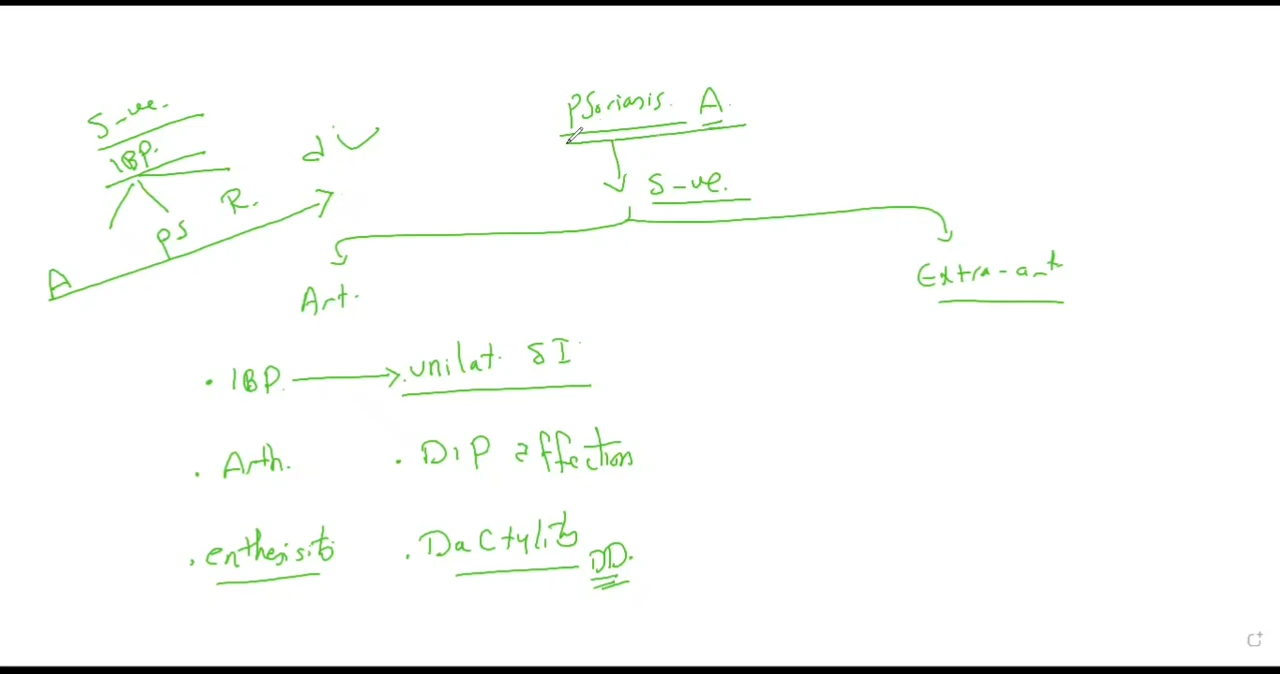 S-ve.
IBP.
A PS R.
Psoriasis. A.
S-ve.
Art.
Extra-art
• IBP. → . unilat. SI.
• Arth. • DIP affection
• enthesitis • DaCtylitis DD.